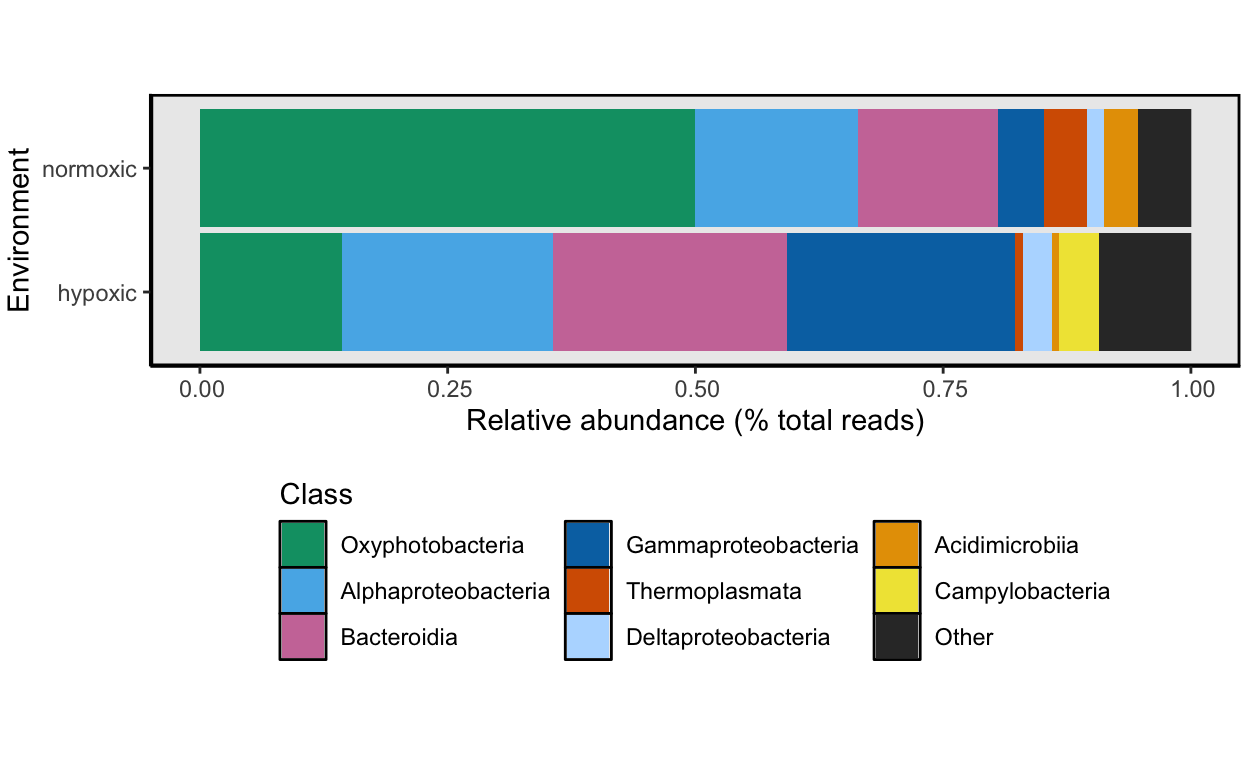 Environment
normoxic
hypoxic
0.00 0.25 0.50 0.75 1.00
Relative abundance (% total reads)
Class
Oxyphotobacteria Gammaproteobacteria Acidimicrobiia
Alphaproteobacteria Thermoplasmata Campylobacteria
Bacteroidia Deltaproteobacteria Other